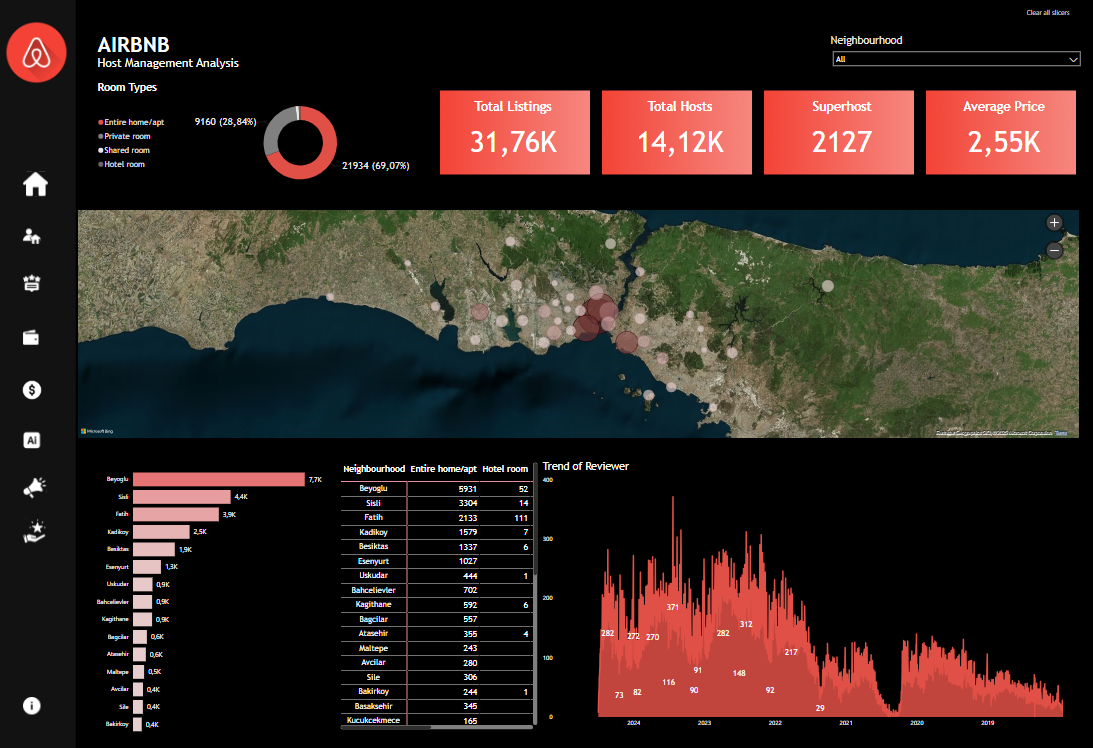 Clear all slicers
AIRBNB
Host Management Analysis
Neighbourhood
All
Room Types
Entire home/apt
Private room
Shared room
Hotel room
9160 (28,84%)
21934 (69,07%)
Total Listings
31,76K
Total Hosts
14,12K
Superhost
2127
Average Price
2,55K
AI
Microsoft Bing
Terms
Beyoglu 7,7K
Sisli 4,4K
Fatih 3,9K
Kadikoy 2,5K
Besiktas 1,9K
Esenyurt 1,3K
Uskudar 0,9K
Bahcelievler 0,9K
Kagithane 0,9K
Bagcilar 0,6K
Atasehir 0,6K
Maltepe 0,5K
Avcilar 0,4K
Sile 0,4K
Bakirkoy 0,4K
Neighbourhood Entire home/apt Hotel room
Beyoglu 5931 52
Sisli 3304 14
Fatih 2133 111
Kadikoy 1579 7
Besiktas 1337 6
Esenyurt 1027
Uskudar 444 1
Bahcelievler 702
Kagithane 592 6
Bagcilar 557
Atasehir 355 4
Maltepe 243
Avcilar 280
Sile 306
Bakirkoy 244 1
Basaksehir 345
Kucukcekmece 165
Trend of Reviewer
400
300
200
100
0
371
282 272 270 282 312
217
73 82 116 91 90 148 92
29
2024 2023 2022 2021 2020 2019